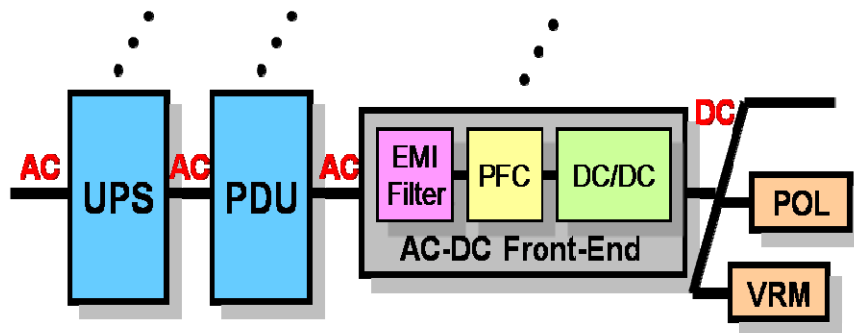 AC
UPS
AC
PDU
AC
EMI
Filter
PFC
DC/DC
AC-DC Front-End
DC
POL
VRM